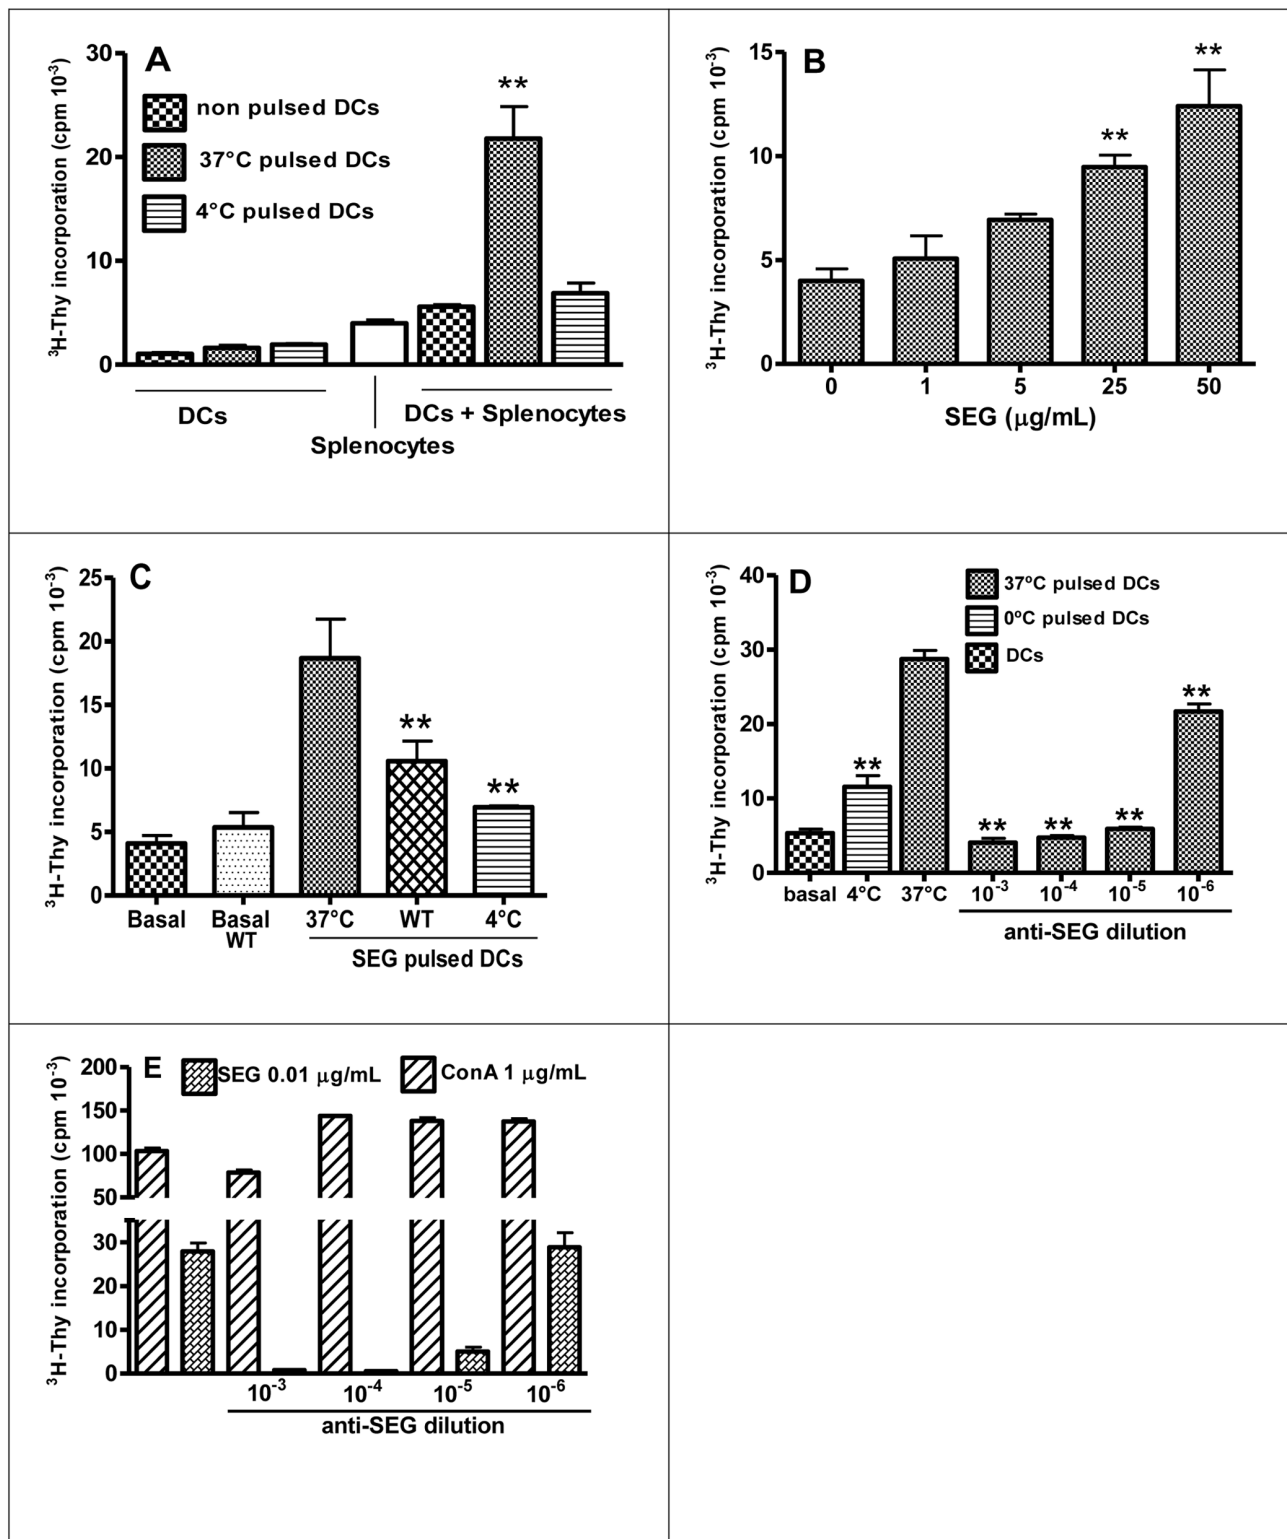 A
³H-Thy incorporation (cpm 10⁻³)
30
20
10
0
non pulsed DCs
37°C pulsed DCs
4°C pulsed DCs
**
DCs
Splenocytes
DCs + Splenocytes
B
³H-Thy incorporation (cpm 10⁻³)
15
10
5
0
**
**
0 1 5 25 50
SEG (μg/mL)
C
³H-Thy incorporation (cpm 10⁻³)
25
20
15
10
5
0
**
**
Basal Basal WT 37°C WT 4°C
SEG pulsed DCs
D
³H-Thy incorporation (cpm 10⁻³)
40
30
20
10
0
37ºC pulsed DCs
0ºC pulsed DCs
DCs
**
**
**
**
**
basal 4°C 37°C 10⁻³ 10⁻⁴ 10⁻⁵ 10⁻⁶
anti-SEG dilution
E
³H-Thy incorporation (cpm 10⁻³)
200
150
100
50
30
20
10
0
SEG 0.01 μg/mL
ConA 1 μg/mL
10⁻³ 10⁻⁴ 10⁻⁵ 10⁻⁶
anti-SEG dilution